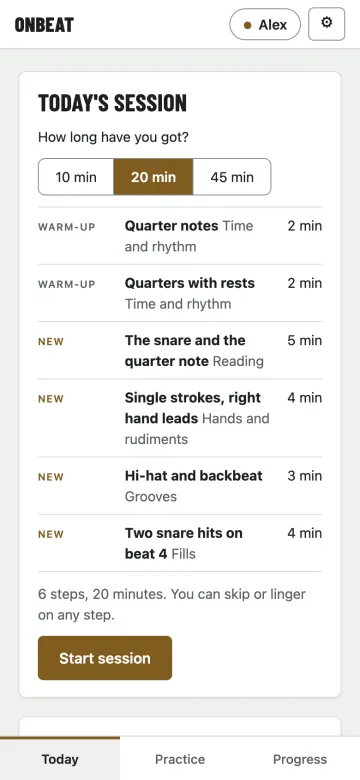 ONBEAT
Alex
TODAY'S SESSION
How long have you got?
10 min
20 min
45 min
WARM-UP
Quarter notes Time
and rhythm
2 min
WARM-UP
Quarters with rests
Time and rhythm
2 min
NEW
The snare and the
quarter note Reading
5 min
NEW
Single strokes, right
hand leads Hands and
rudiments
4 min
NEW
Hi-hat and backbeat
Grooves
3 min
NEW
Two snare hits on
beat 4 Fills
4 min
6 steps, 20 minutes. You can skip or linger
on any step.
Start session
Today
Practice
Progress